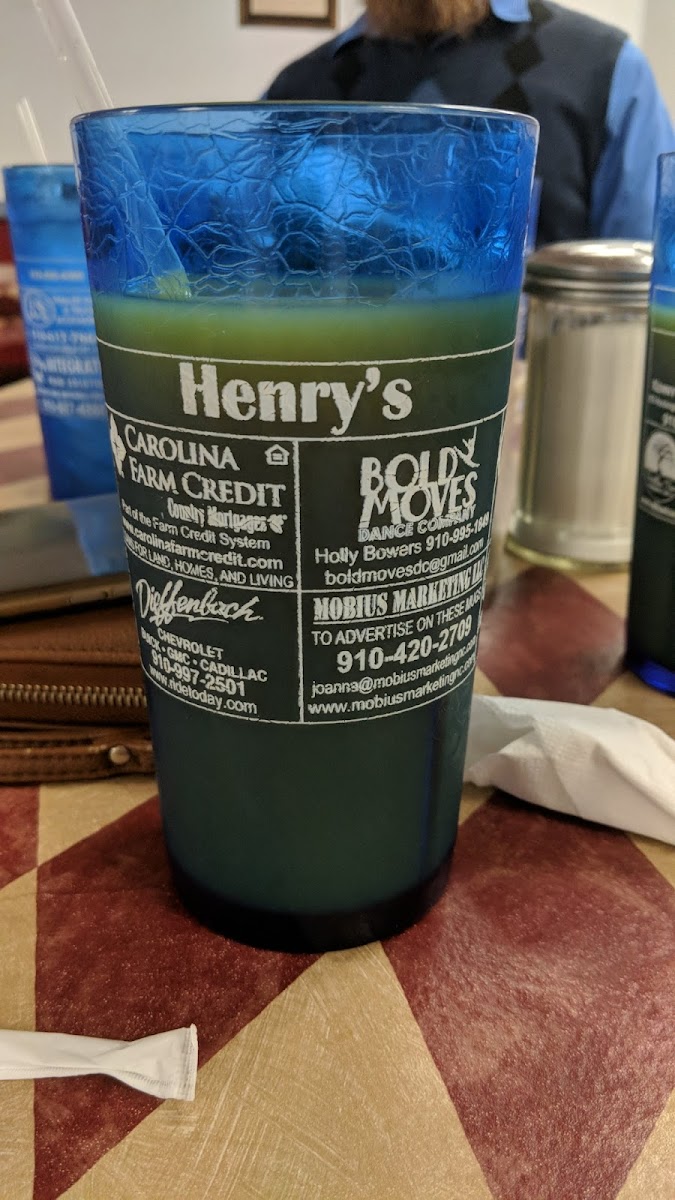 Henry's
CAROLINA
FARM CREDIT
Country Mortgages
Part of the Farm Credit System
www.carolinafarmcredit.com
FOR LAND, HOMES, AND LIVING
BOLD
MOVES
DANCE COMPANY
Holly Bowers 910-995-1649
boldmovesdc@gmail.com
Dieffenbach
CHEVROLET
BUICK • GMC • CADILLAC
910-997-2501
www.ridetoday.com
MOBIUS MARKETING LLC
TO ADVERTISE ON THESE MUGS
910-420-2709
joanna@mobiusmarketingnc.com
www.mobiusmarketingnc.com